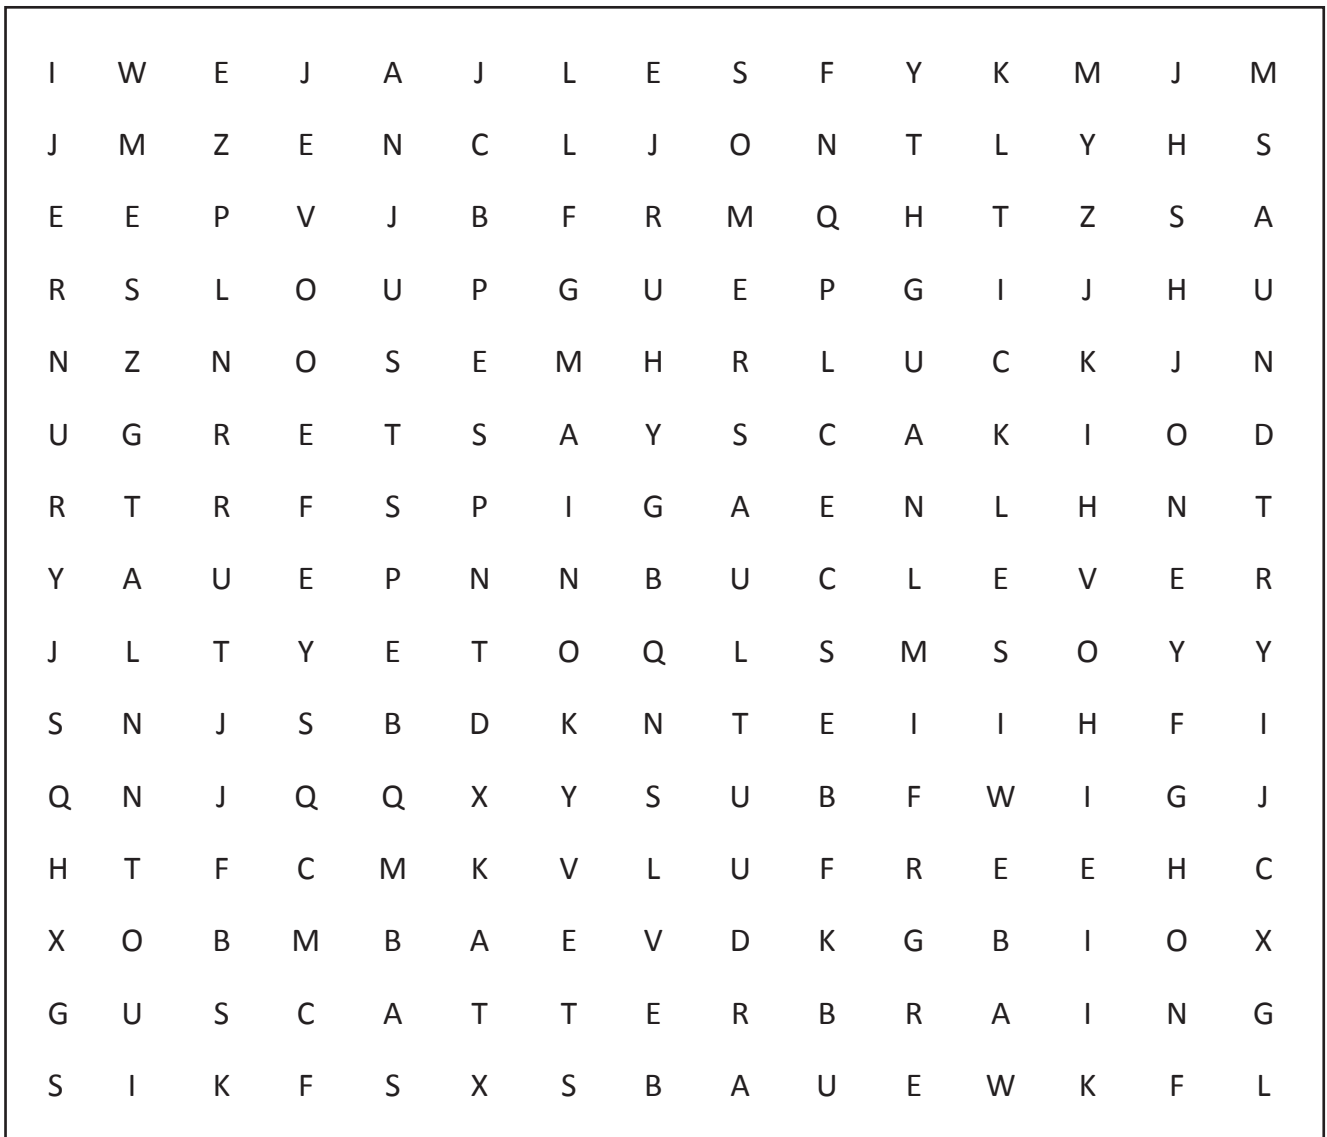 I W E J A J L E S F Y K M J M
J M Z E N C L J O N T L Y H S
E E P V J B F R M Q H T Z S A
R S L O U P G U E P G I J H U
N Z N O S E M H R L U C K J N
U G R E T S A Y S C A K I O D
R T R F S P I G A E N L H N T
Y A U E P N N B U C L E V E R
J L T Y E T O Q L S M S O Y Y
S N J S B D K N T E I I H F I
Q N J Q Q X Y S U B F W I G J
H T F C M K V L U F R E E H C
X O B M B A E V D K G B I O X
G U S C A T T E R B R A I N G
S I K F S X S B A U E W K F L